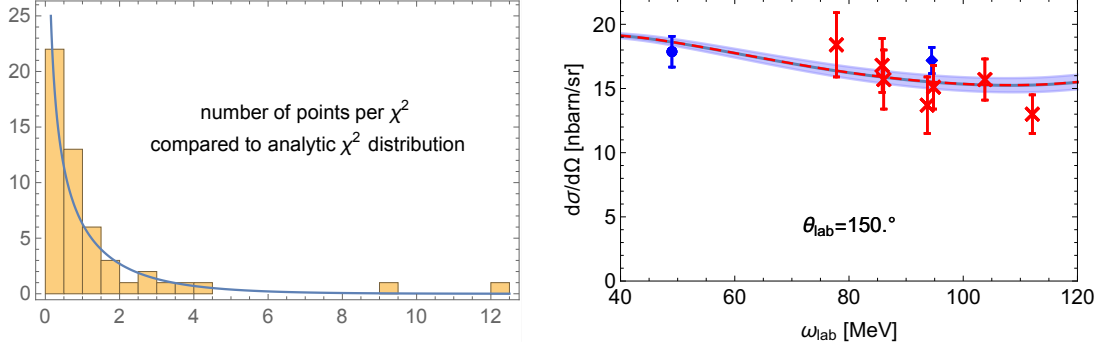 25
20
15
10
5
0
0 2 4 6 8 10 12
number of points per χ²
compared to analytic χ² distribution
20
15
10
5
0
40 60 80 100 120
dσ/dΩ [nbarn/sr]
θlab=150.°
ωlab [MeV]